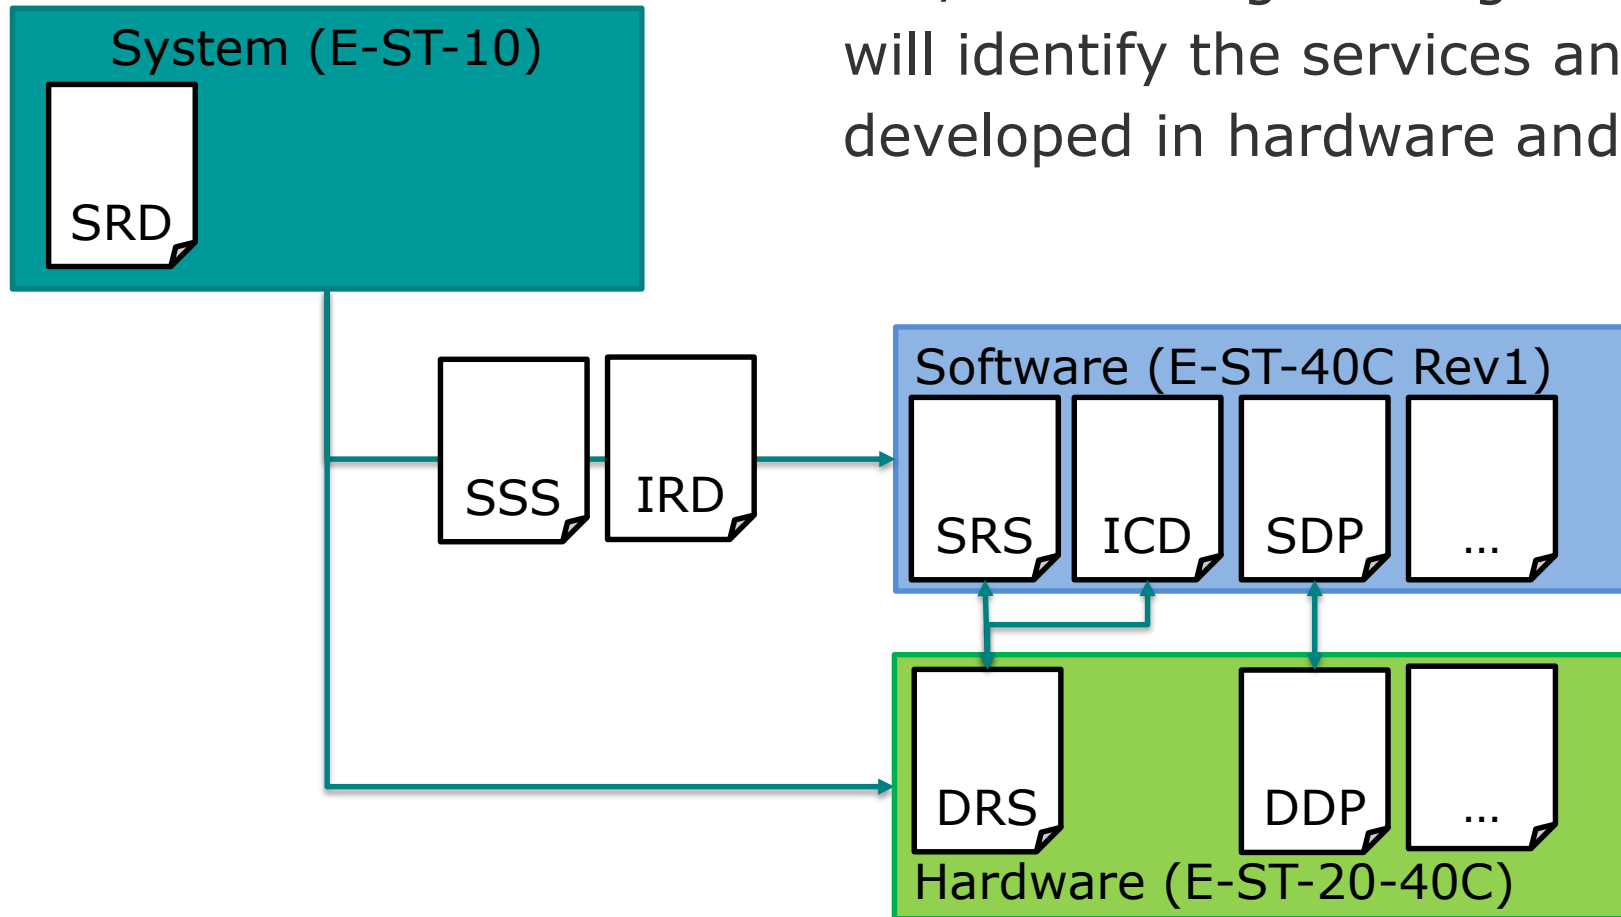 System (E-ST-10)
SRD
will identify the services an
developed in hardware and
SSS
IRD
Software (E-ST-40C Rev1)
SRS
ICD
SDP
...
DRS
DDP
...
Hardware (E-ST-20-40C)